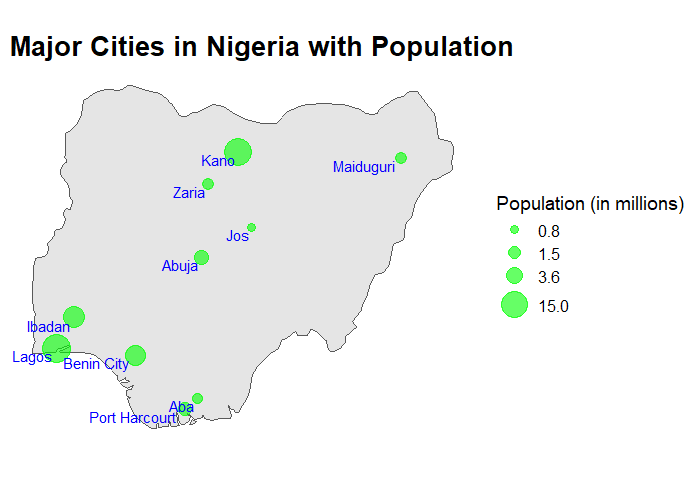 Major Cities in Nigeria with Population
Kano
Maiduguri
Zaria
Jos
Abuja
Ibadan
Lagos
Benin City
Aba
Port Harcourt
Population (in millions)
0.8
1.5
3.6
15.0